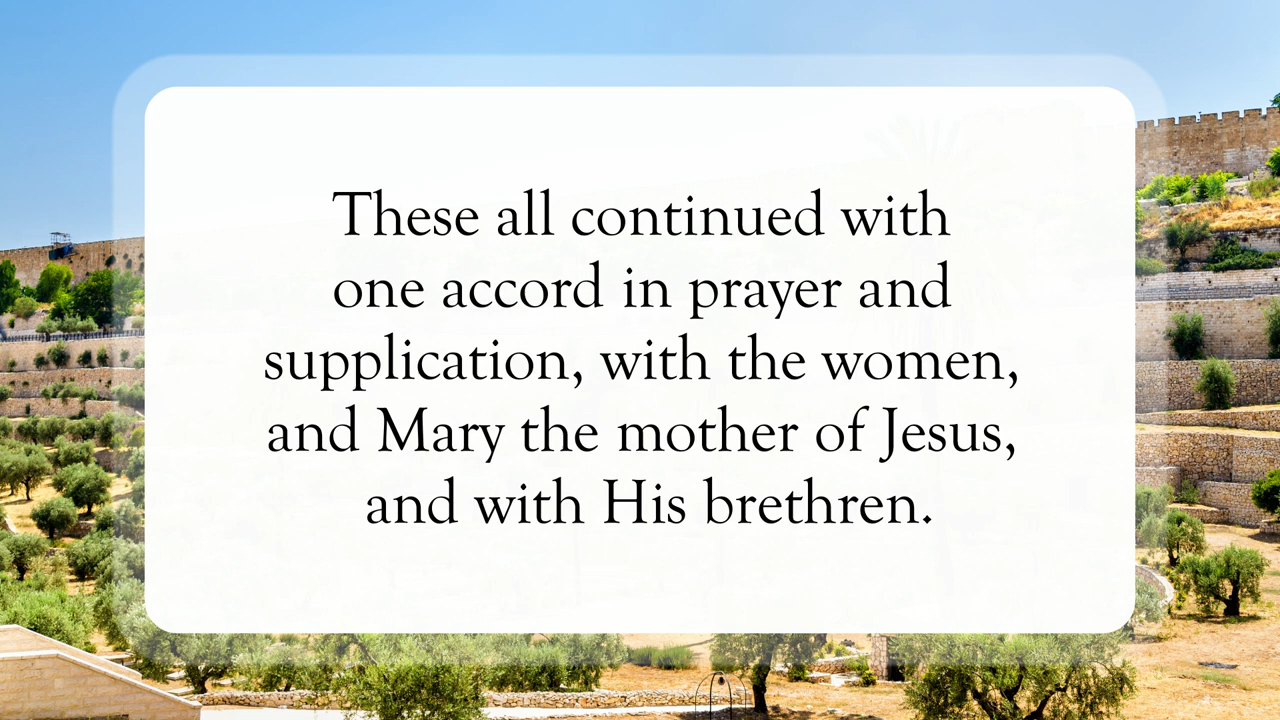 These all continued with
one accord in prayer and
supplication, with the women,
and Mary the mother of Jesus,
and with His brethren.